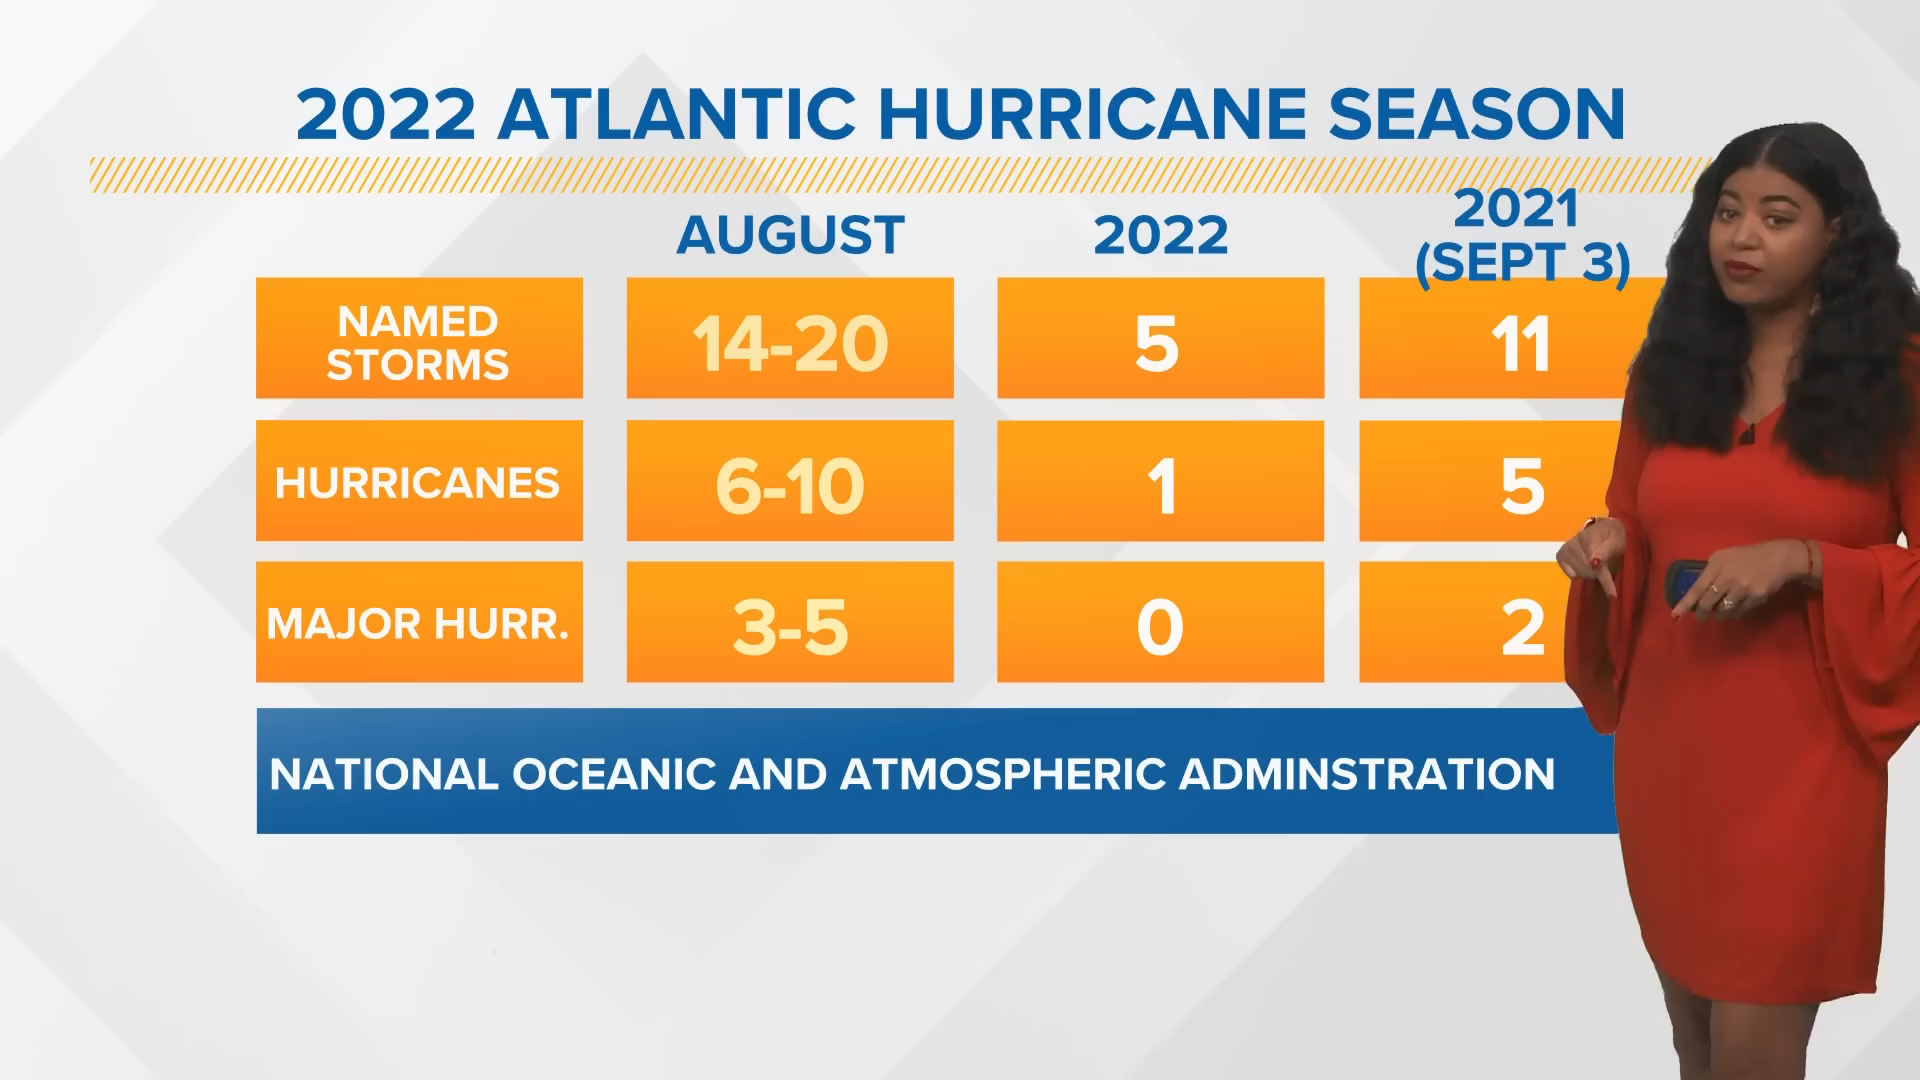 2022 ATLANTIC HURRICANE SEASON
AUGUST
2022
2021
(SEPT 3)
NAMED
STORMS
14-20
5
11
HURRICANES
6-10
1
5
MAJOR HURR.
3-5
0
2
NATIONAL OCEANIC AND ATMOSPHERIC ADMINSTRATION